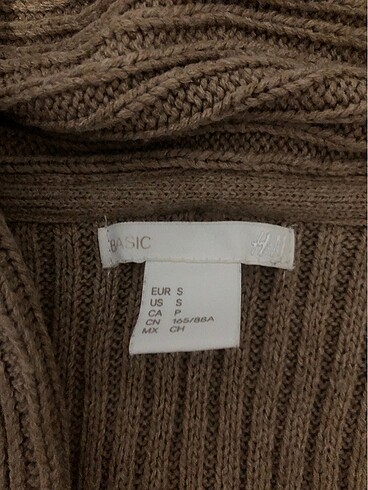 BASIC H&M
EUR S
US S
CA P
CN 165/88A
MX CH